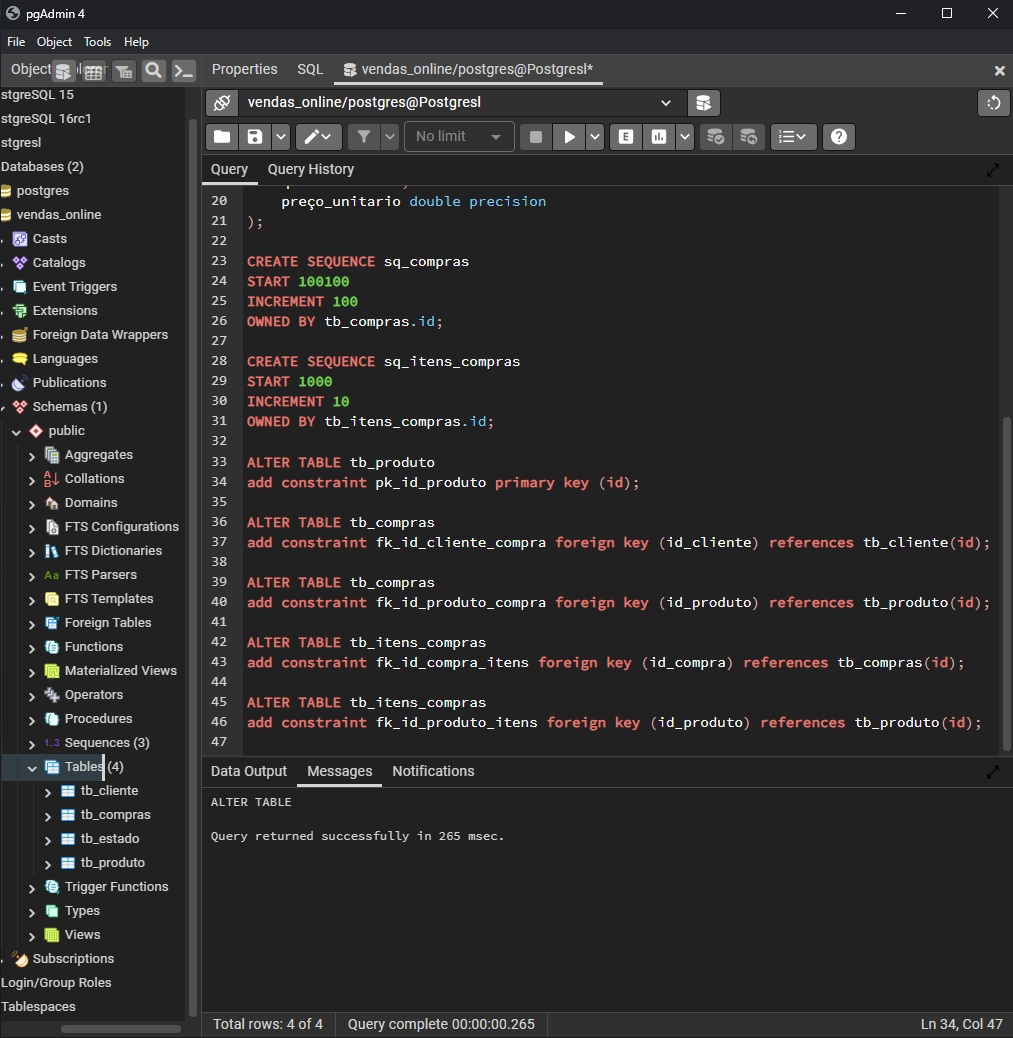 pgAdmin 4
File Object Tools Help
Object
Properties SQL vendas_online/postgres@Postgresl*
vendas_online/postgres@Postgresl
No limit
Query Query History
stgreSQL 15
stgreSQL 16rc1
stgresl
Databases (2)
postgres
vendas_online
Casts
Catalogs
Event Triggers
Extensions
Foreign Data Wrappers
Languages
Publications
Schemas (1)
public
Aggregates
Collations
Domains
FTS Configurations
FTS Dictionaries
Aa FTS Parsers
FTS Templates
Foreign Tables
Functions
Materialized Views
Operators
Procedures
1..3 Sequences (3)
Tables (4)
tb_cliente
tb_compras
tb_estado
tb_produto
Trigger Functions
Types
Views
Subscriptions
Login/Group Roles
Tablespaces
20 preço_unitario double precision
21 );
22
23 CREATE SEQUENCE sq_compras
24 START 100100
25 INCREMENT 100
26 OWNED BY tb_compras.id;
27
28 CREATE SEQUENCE sq_itens_compras
29 START 1000
30 INCREMENT 10
31 OWNED BY tb_itens_compras.id;
32
33 ALTER TABLE tb_produto
34 add constraint pk_id_produto primary key (id);
35
36 ALTER TABLE tb_compras
37 add constraint fk_id_cliente_compra foreign key (id_cliente) references tb_cliente(id);
38
39 ALTER TABLE tb_compras
40 add constraint fk_id_produto_compra foreign key (id_produto) references tb_produto(id);
41
42 ALTER TABLE tb_itens_compras
43 add constraint fk_id_compra_itens foreign key (id_compra) references tb_compras(id);
44
45 ALTER TABLE tb_itens_compras
46 add constraint fk_id_produto_itens foreign key (id_produto) references tb_produto(id);
47
Data Output Messages Notifications
ALTER TABLE
Query returned successfully in 265 msec.
Total rows: 4 of 4 Query complete 00:00:00.265 Ln 34, Col 47